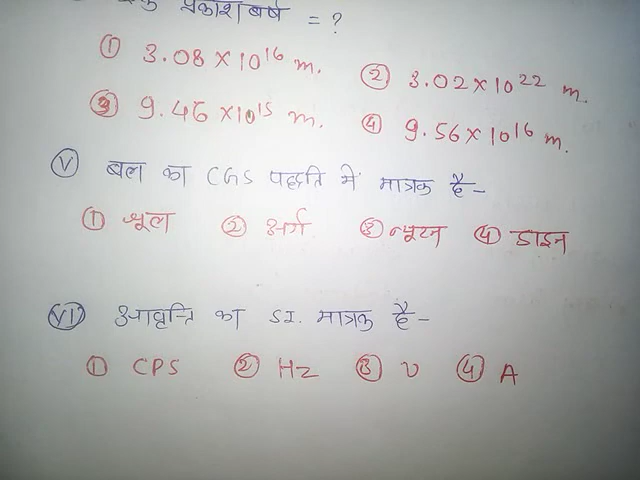 प्रकाश वर्ष = ?
① 3.08 × 10¹⁶ m.
② 3.02 × 10²² m.
③ 9.46 × 10¹⁵ m.
④ 9.56 × 10¹⁶ m.
Ⓥ बल का CGS पद्धति में मात्रक है -
① जूल ② अर्ग ③ न्यूटन ④ डाइन
VI आवृत्ति का S.I. मात्रक है -
① CPS ② Hz ③ υ ④ A